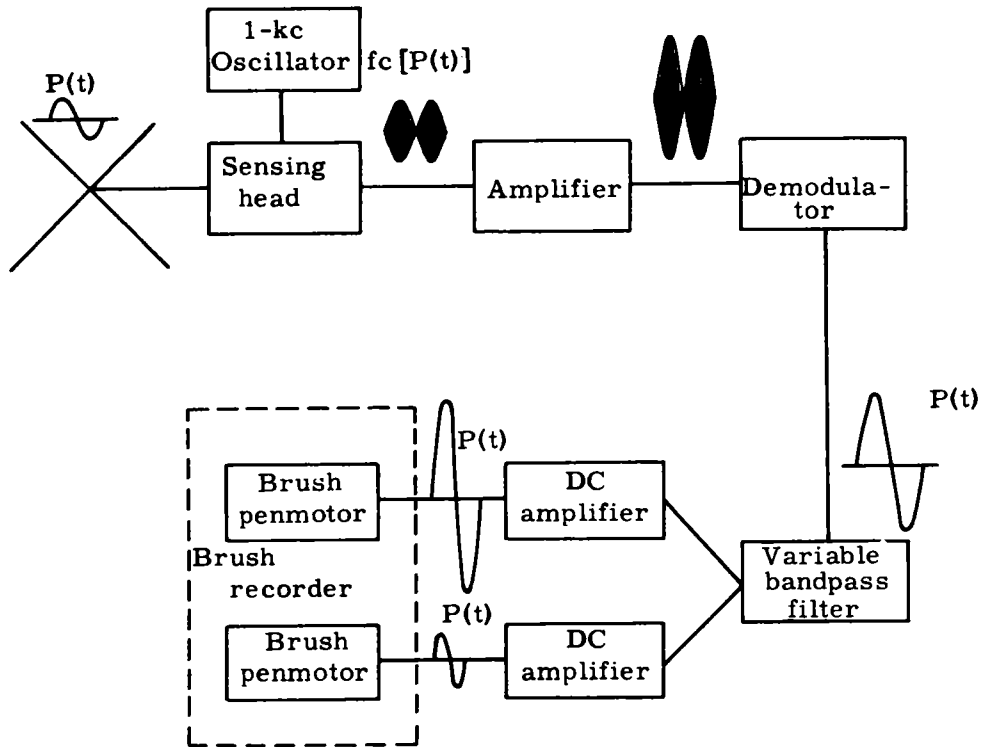 1-kc
Oscillator
fc [P(t)]
P(t)
Sensing
head
Amplifier
Demodula-
tor
P(t)
Variable
bandpass
filter
DC
amplifier
P(t)
Brush
penmotor
Brush
recorder
DC
amplifier
P(t)
Brush
penmotor